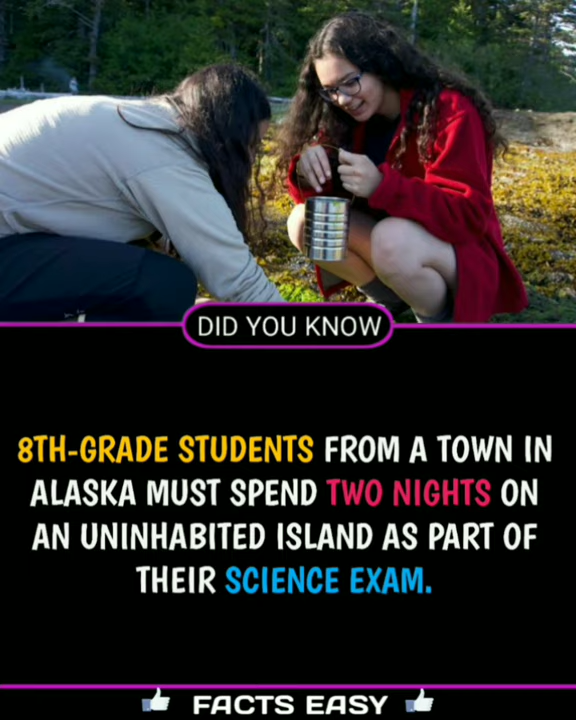 DID YOU KNOW
8TH-GRADE STUDENTS FROM A TOWN IN
ALASKA MUST SPEND TWO NIGHTS ON
AN UNINHABITED ISLAND AS PART OF
THEIR SCIENCE EXAM.
FACTS EASY